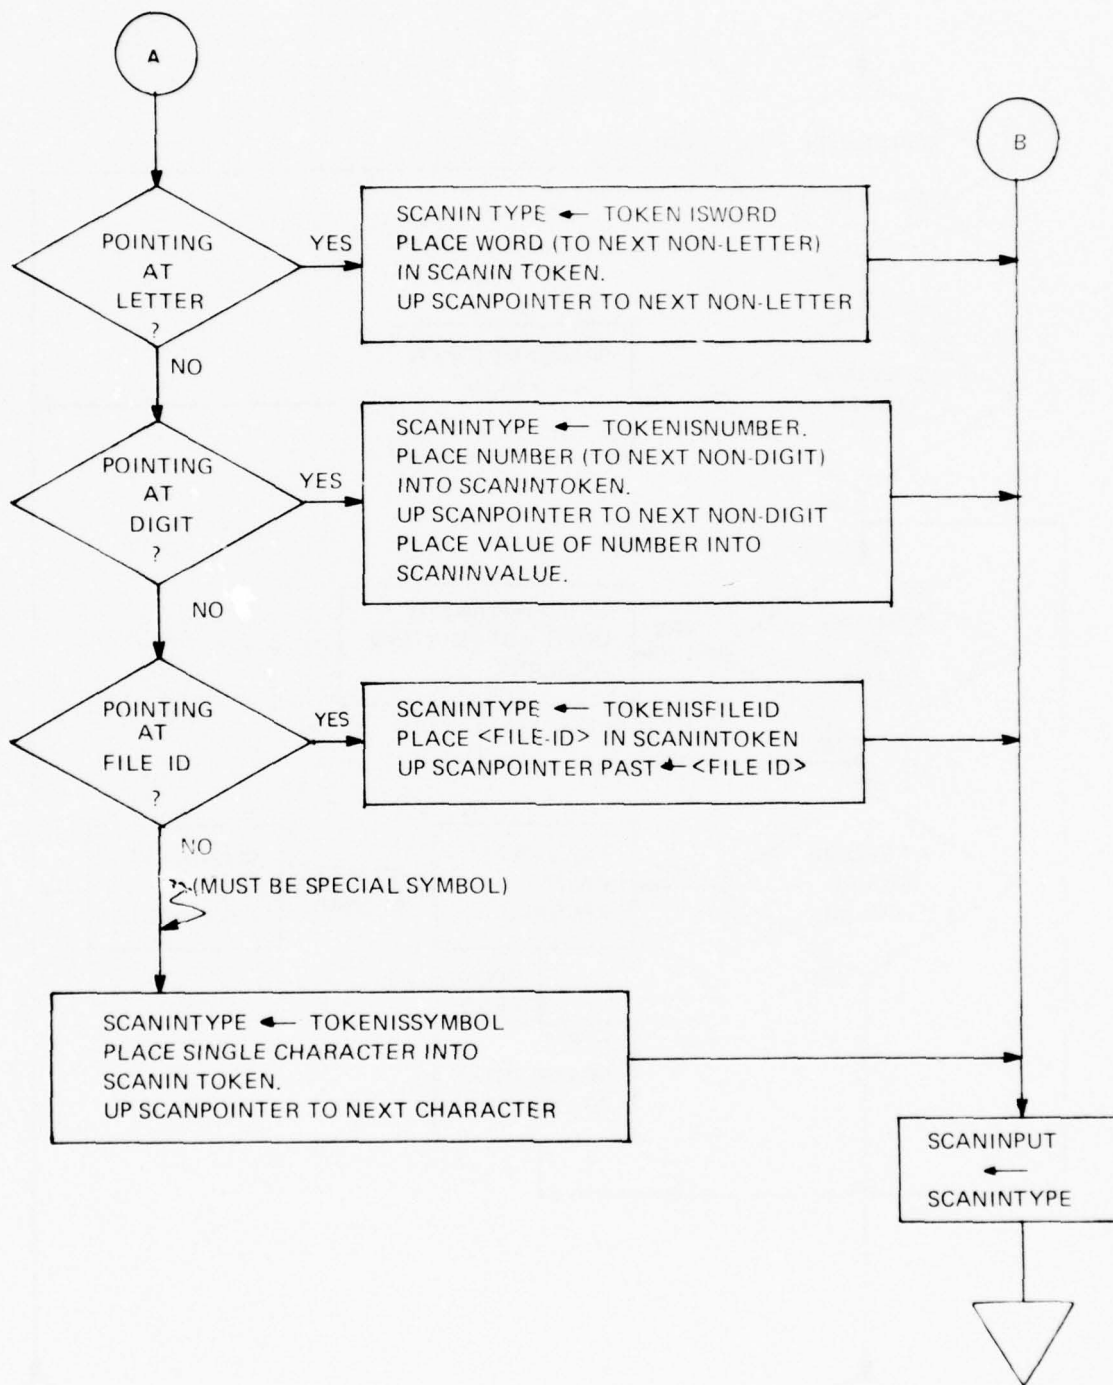 A
B
POINTING
AT
LETTER
?
YES
SCANIN TYPE ← TOKEN ISWORD
PLACE WORD (TO NEXT NON-LETTER)
IN SCANIN TOKEN.
UP SCANPOINTER TO NEXT NON-LETTER
NO
POINTING
AT
DIGIT
?
YES
SCANINTYPE ← TOKENISNUMBER.
PLACE NUMBER (TO NEXT NON-DIGIT)
INTO SCANINTOKEN.
UP SCANPOINTER TO NEXT NON-DIGIT
PLACE VALUE OF NUMBER INTO
SCANINVALUE.
NO
POINTING
AT
FILE ID
?
YES
SCANINTYPE ← TOKENISFILEID
PLACE <FILE-ID> IN SCANINTOKEN
UP SCANPOINTER PAST ← <FILE ID>
NO
(MUST BE SPECIAL SYMBOL)
SCANINTYPE ← TOKENISSYMBOL
PLACE SINGLE CHARACTER INTO
SCANIN TOKEN.
UP SCANPOINTER TO NEXT CHARACTER
SCANINPUT
←
SCANINTYPE